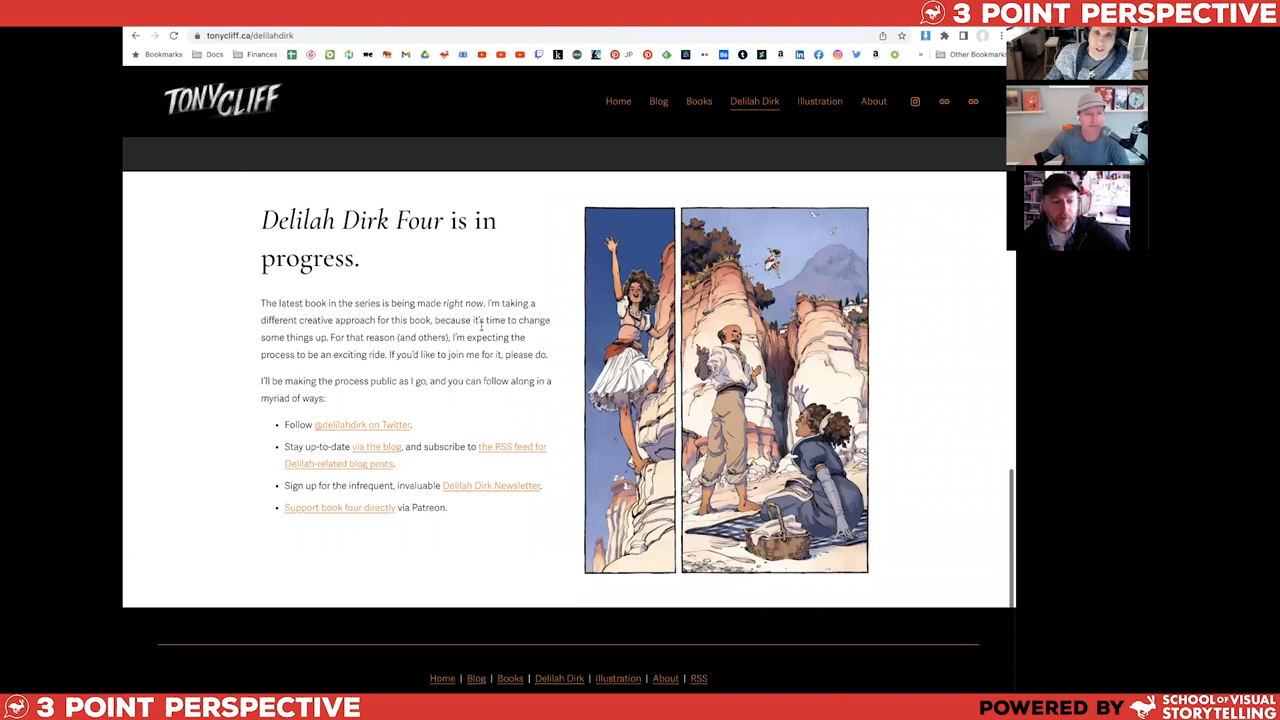 3 POINT PERSPECTIVE
tonycliff.ca/delilahdirk
Bookmarks
Docs
Finances
JP
»
Other Bookmarks
TONY CLIFF
Home Blog Books Delilah Dirk Illustration About
Delilah Dirk Four is in
progress.
The latest book in the series is being made right now. I'm taking a
different creative approach for this book, because it's time to change
some things up. For that reason (and others), I'm expecting the
process to be an exciting ride. If you'd like to join me for it, please do.
I'll be making the process public as I go, and you can follow along in a
myriad of ways:
• Follow @delilahdirk on Twitter.
• Stay up-to-date via the blog, and subscribe to the RSS feed for
Delilah-related blog posts.
• Sign up for the infrequent, invaluable Delilah Dirk Newsletter.
• Support book four directly via Patreon.
Home | Blog | Books | Delilah Dirk | Illustration | About | RSS
3 POINT PERSPECTIVE
POWERED BY
SCHOOL OF VISUAL
STORYTELLING